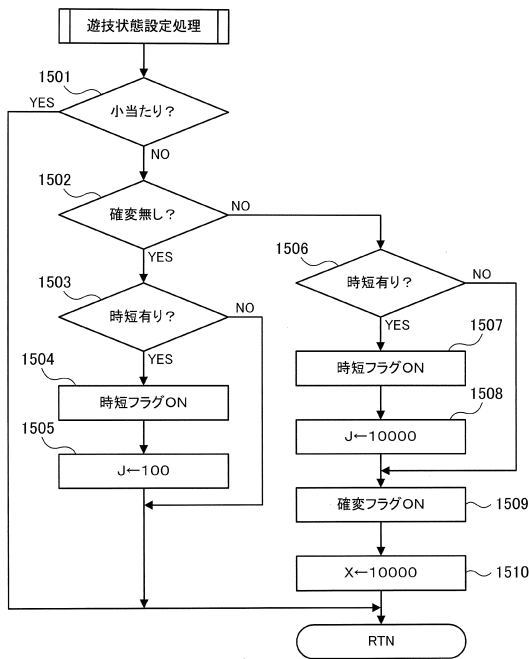 遊技状態設定処理
1501
YES
小当たり？
NO
1502
確変無し？
NO
YES
1503
時短有り？
NO
YES
1506
時短有り？
NO
YES
1504
時短フラグON
1507
時短フラグON
1505
J←100
1508
J←10000
確変フラグON
1509
X←10000
1510
RTN